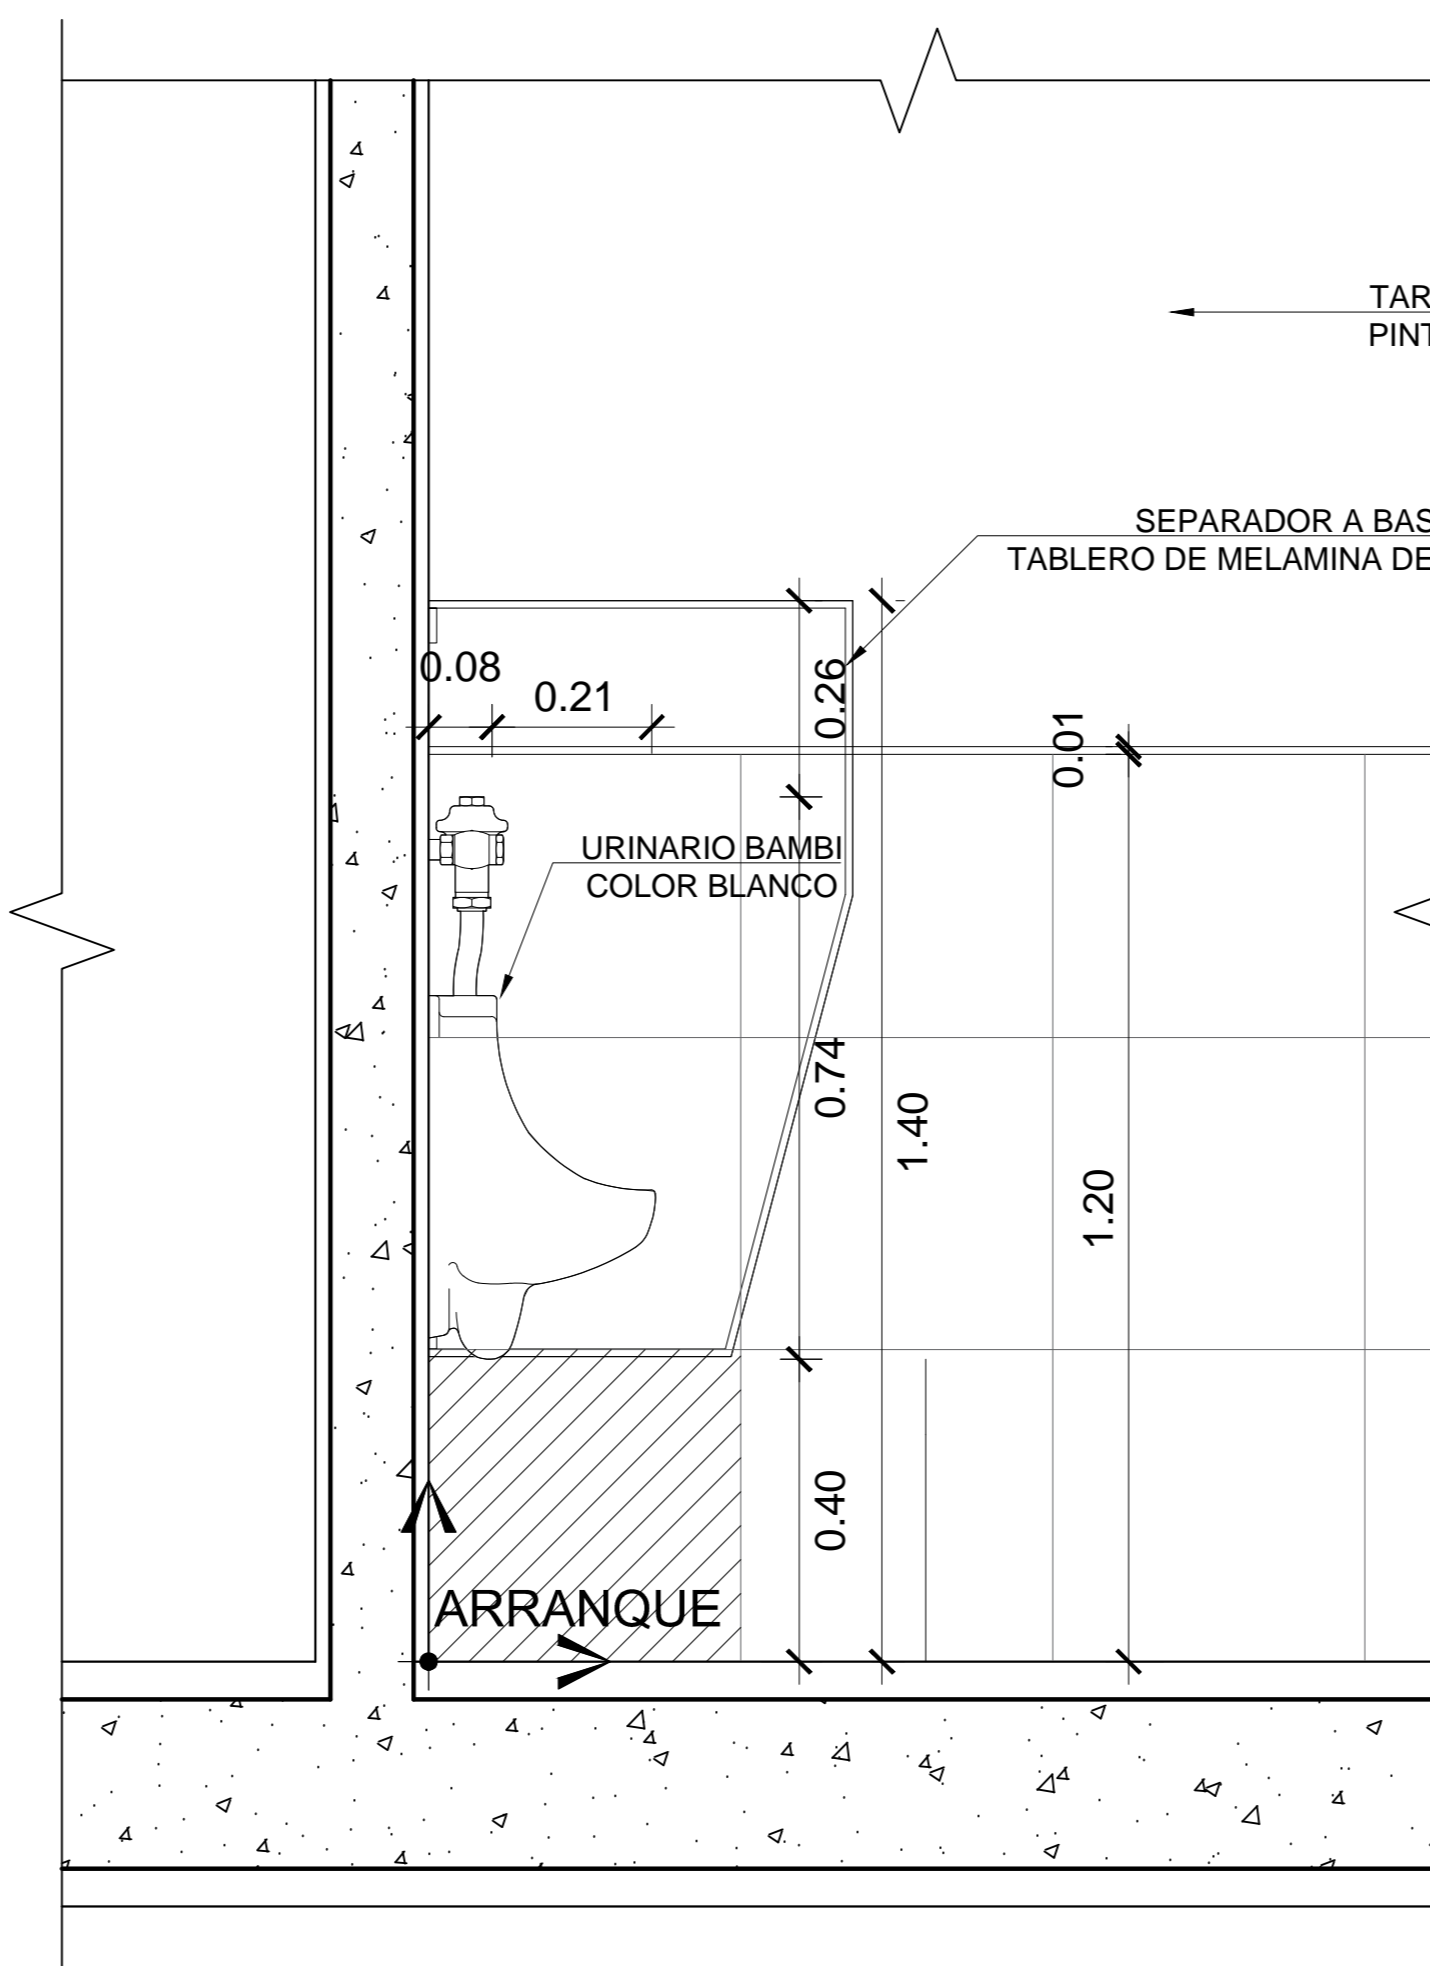 TAR
PINT
SEPARADOR A BAS
TABLERO DE MELAMINA DE
0.08
0.21
0.26
0.01
URINARIO BAMBI
COLOR BLANCO
0.74
1.40
1.20
0.40
ARRANQUE